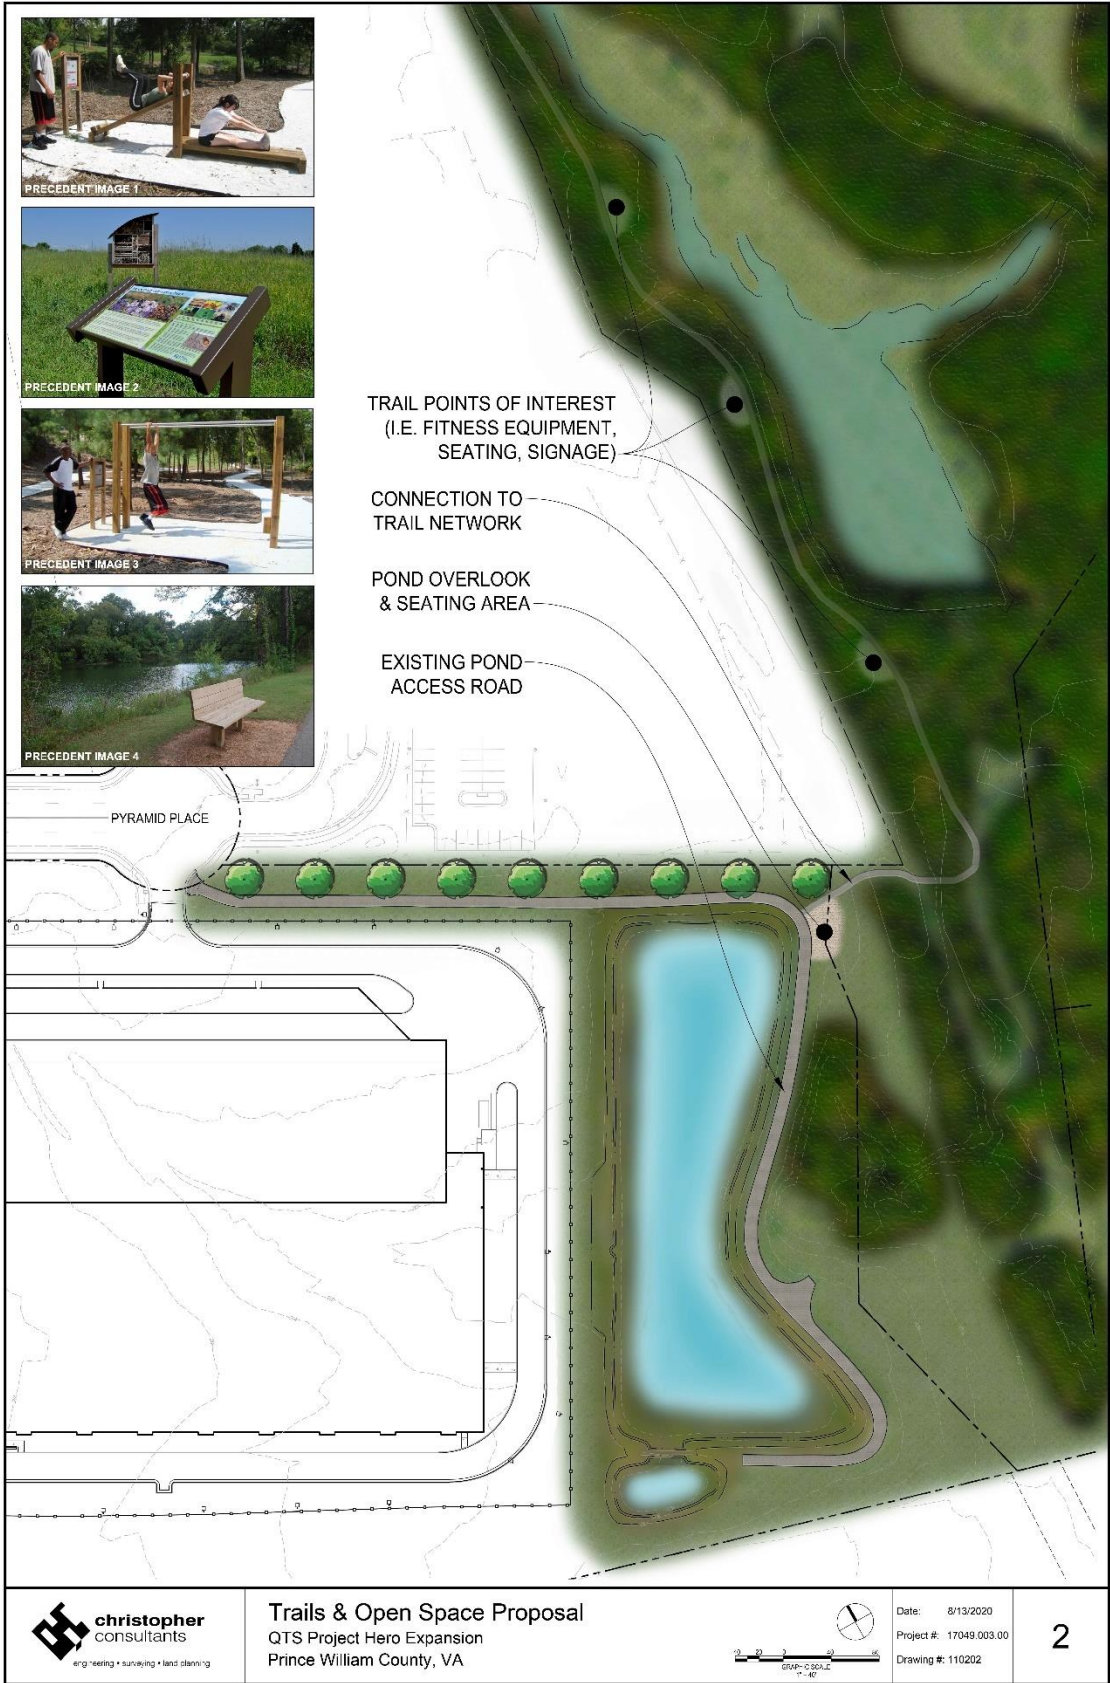 PRECEDENT IMAGE 1
PRECEDENT IMAGE 2
PRECEDENT IMAGE 3
PRECEDENT IMAGE 4
TRAIL POINTS OF INTEREST
(I.E. FITNESS EQUIPMENT,
SEATING, SIGNAGE)
CONNECTION TO
TRAIL NETWORK
POND OVERLOOK
& SEATING AREA
EXISTING POND
ACCESS ROAD
PYRAMID PLACE
christopher
consultants
engineering • surveying • land planning
Trails & Open Space Proposal
QTS Project Hero Expansion
Prince William County, VA
GRAPHIC SCALE
1" = 40'
Date: 8/13/2020
Project #: 17049.003.00
Drawing #: 110202
2